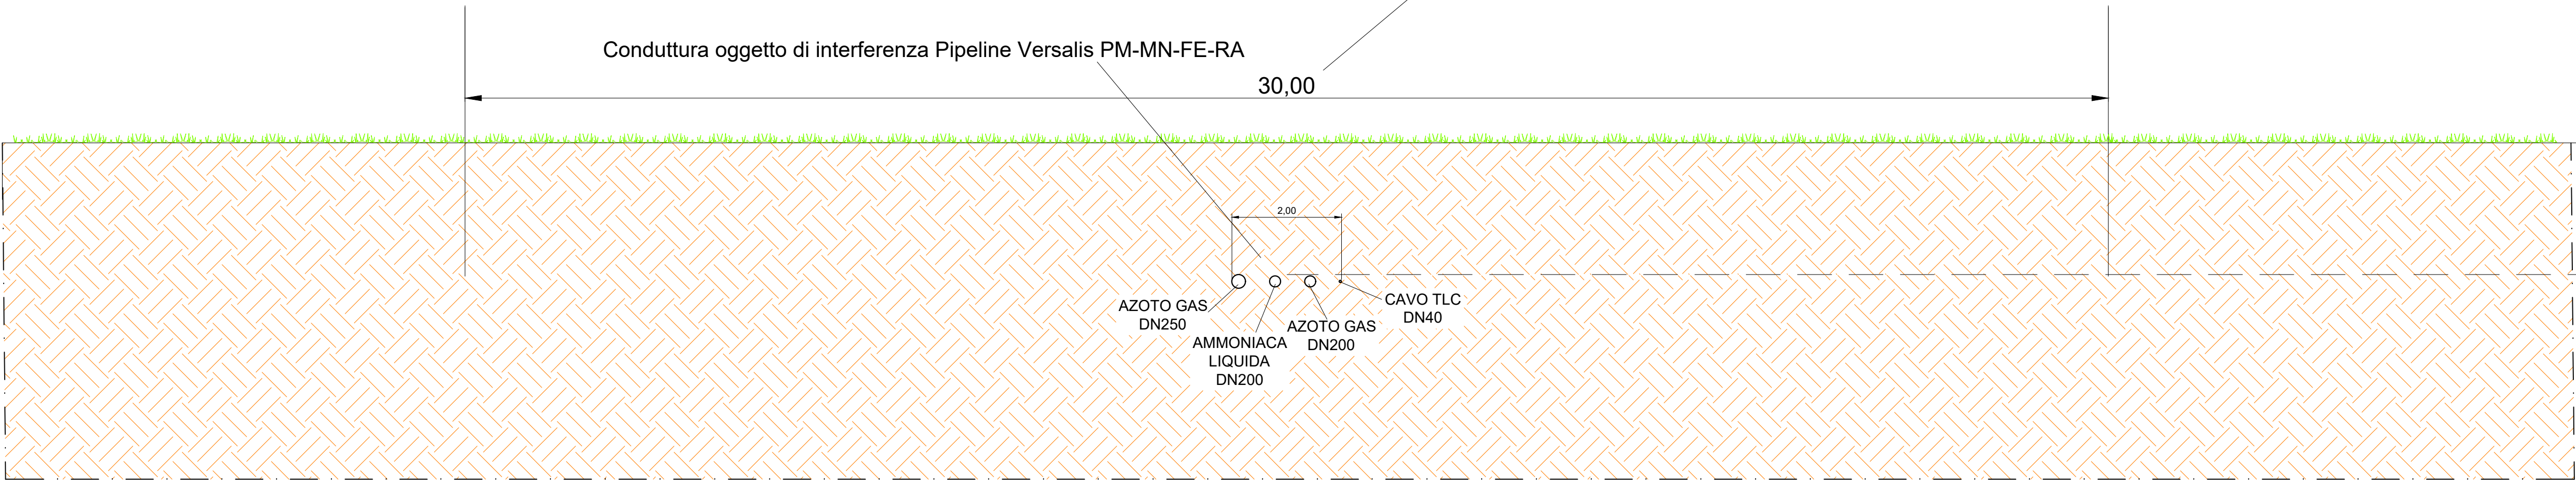 Conduttura oggetto di interferenza Pipeline Versalis PM-MN-FE-RA
30,00
2,00
AZOTO GAS
DN250
AMMONIACA
LIQUIDA
DN200
AZOTO GAS
DN200
CAVO TLC
DN40